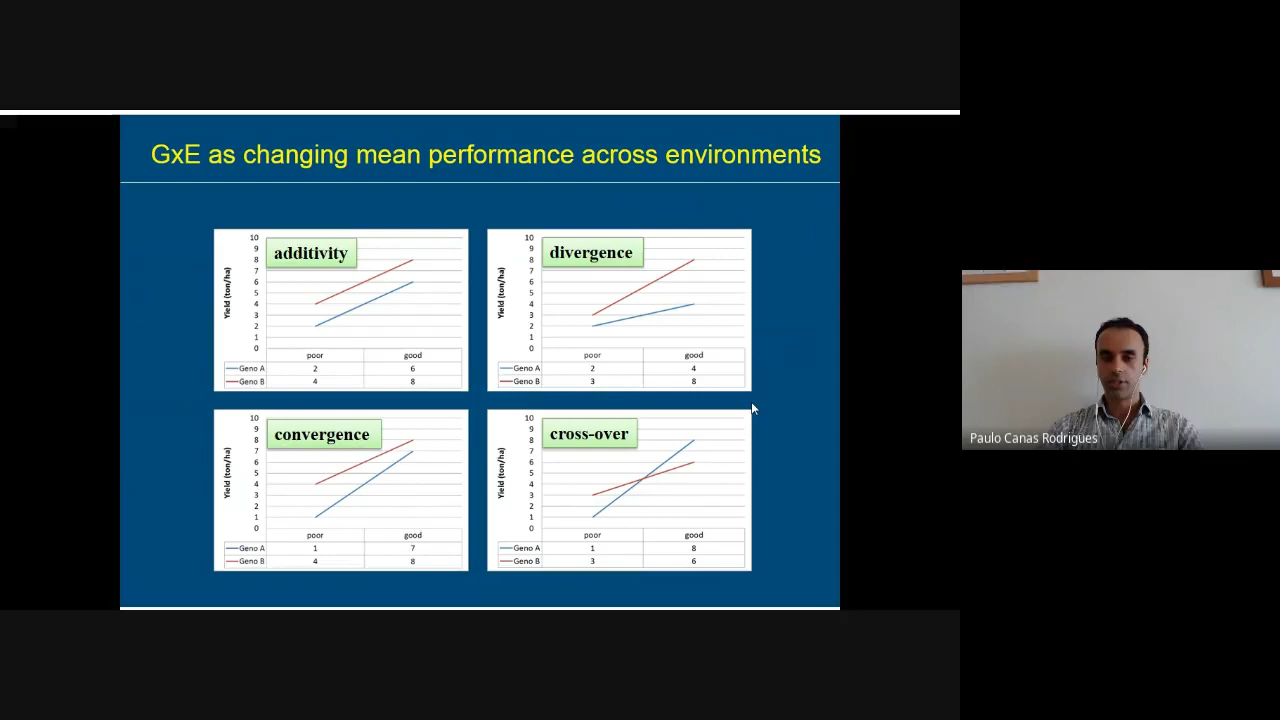 GxE as changing mean performance across environments
additivity
Yield (ton/ha)
10
9
8
7
6
5
4
3
2
1
0
poor good
Geno A 2 6
Geno B 4 8
divergence
Yield (ton/ha)
10
9
8
7
6
5
4
3
2
1
0
poor good
Geno A 2 4
Geno B 3 8
convergence
Yield (ton/ha)
10
9
8
7
6
5
4
3
2
1
0
poor good
Geno A 1 7
Geno B 4 8
cross-over
Yield (ton/ha)
10
9
8
7
6
5
4
3
2
1
0
poor good
Geno A 1 8
Geno B 3 6
Paulo Canas Rodrigues